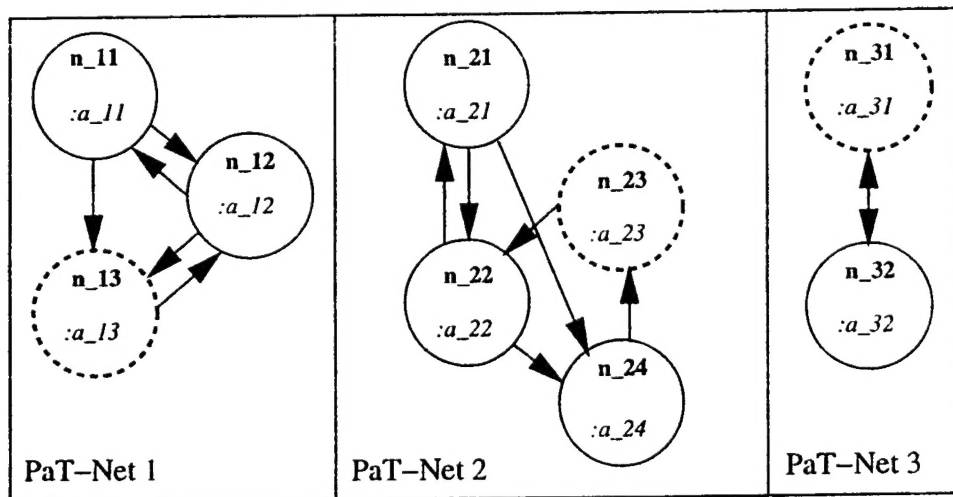 n_11
:a_11
n_12
:a_12
n_13
:a_13
PaT-Net 1
n_21
:a_21
n_23
:a_23
n_22
:a_22
n_24
:a_24
PaT-Net 2
n_31
:a_31
n_32
:a_32
PaT-Net 3